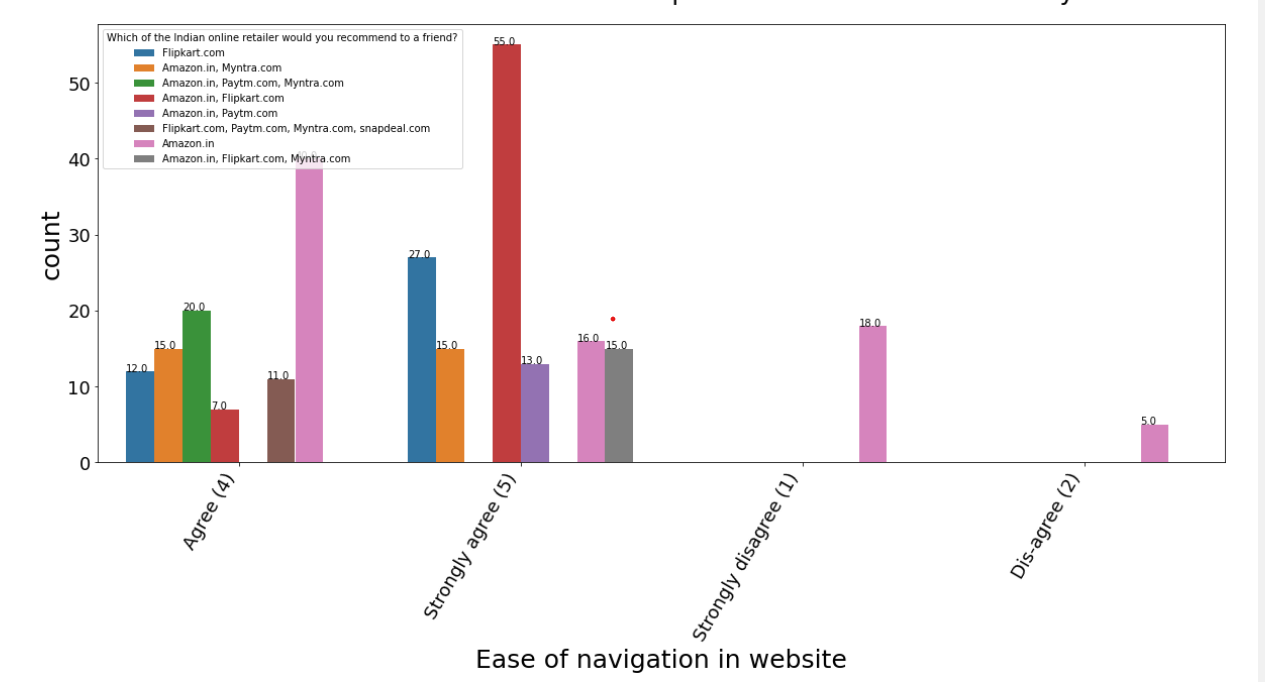 Which of the Indian online retailer would you recommend to a friend?
Flipkart.com
Amazon.in, Myntra.com
Amazon.in, Paytm.com, Myntra.com
Amazon.in, Flipkart.com
Amazon.in, Paytm.com
Flipkart.com, Paytm.com, Myntra.com, snapdeal.com
Amazon.in
Amazon.in, Flipkart.com, Myntra.com
count
50
40
30
20
10
0
12.0
15.0
20.0
7.0
11.0
40.0
27.0
15.0
55.0
13.0
16.0
15.0
18.0
5.0
Agree (4)
Strongly agree (5)
Strongly disagree (1)
Dis-agree (2)
Ease of navigation in website